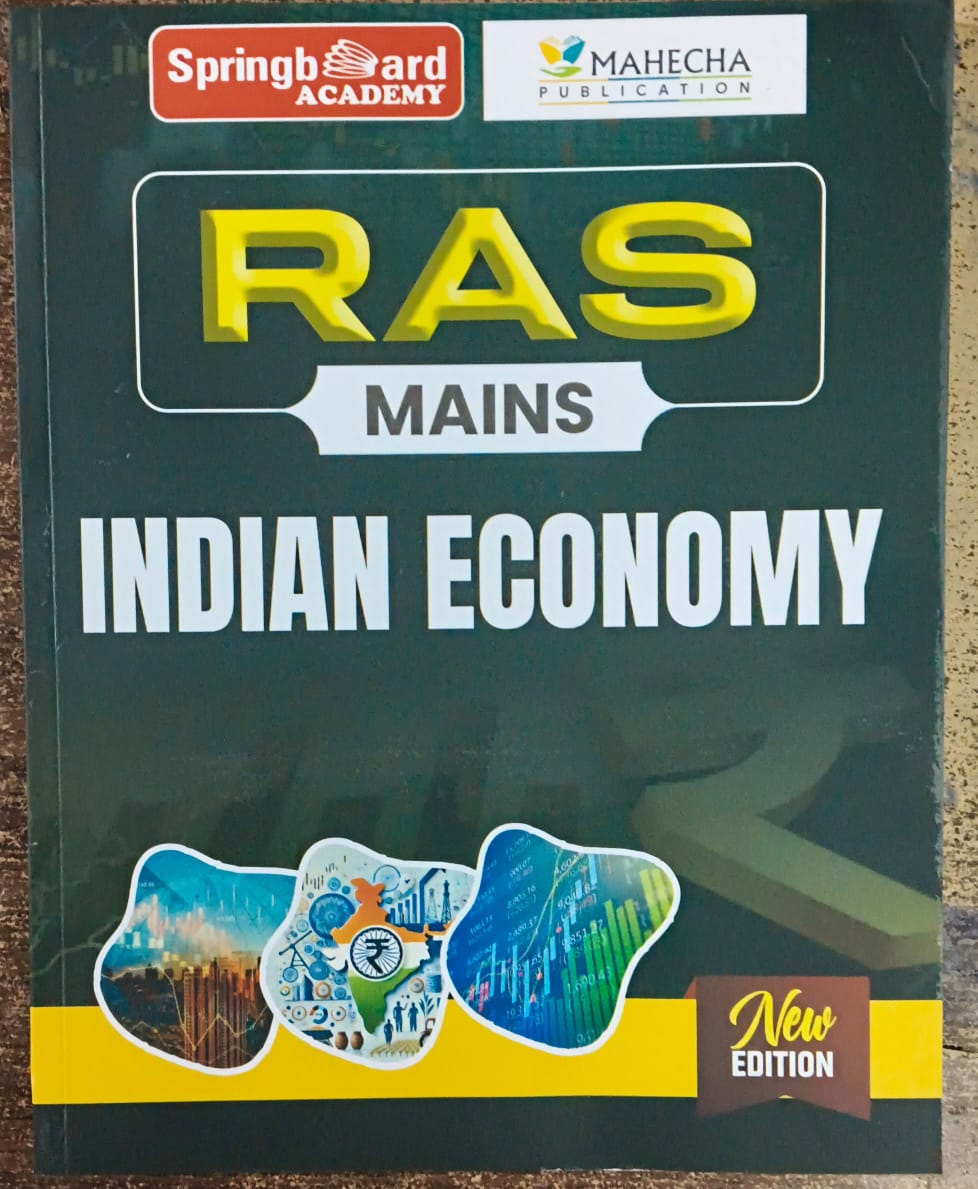 Springboard
ACADEMY
MAHECHA
PUBLICATION
RAS
MAINS
INDIAN ECONOMY
New
EDITION